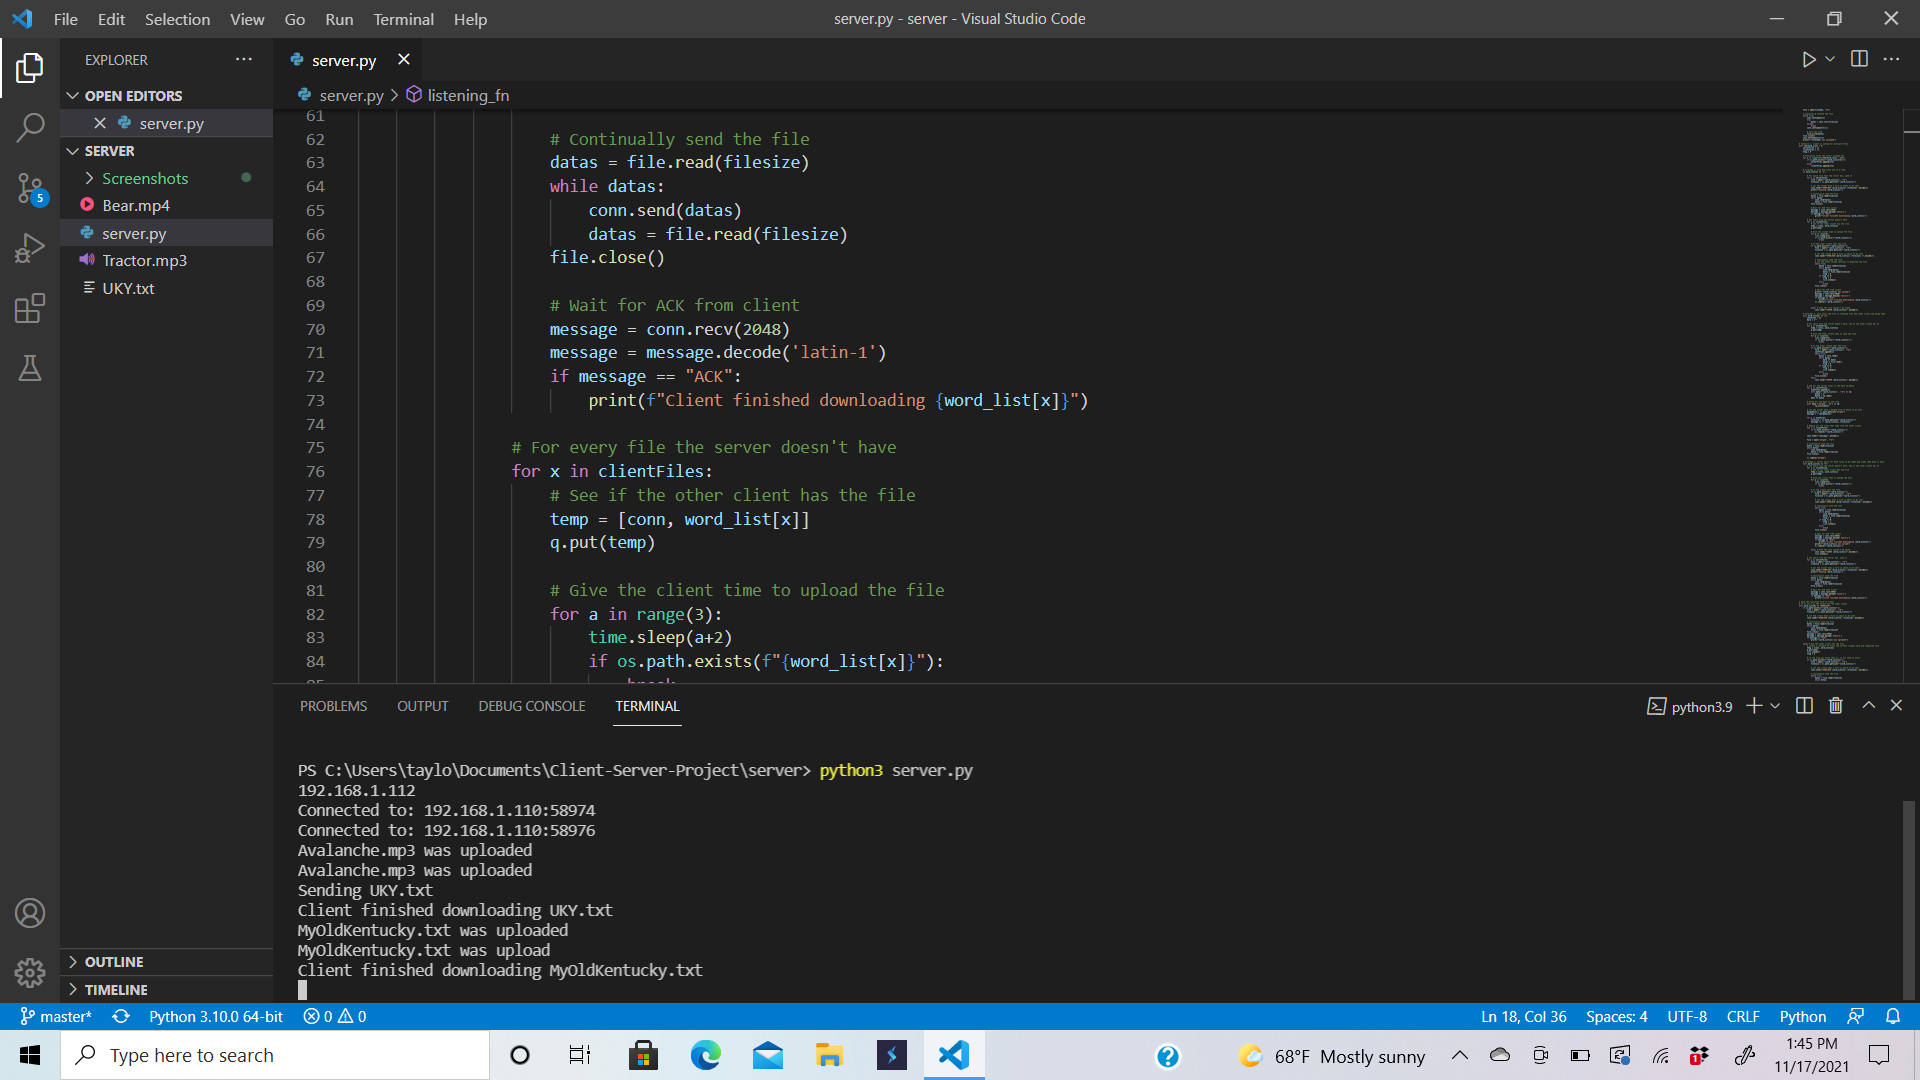 File Edit Selection View Go Run Terminal Help
server.py - server - Visual Studio Code
EXPLORER
OPEN EDITORS
server.py
SERVER
Screenshots
Bear.mp4
server.py
Tractor.mp3
UKY.txt
5
OUTLINE
TIMELINE
server.py
server.py > listening_fn
61
62 # Continually send the file
63 datas = file.read(filesize)
64 while datas:
65 conn.send(datas)
66 datas = file.read(filesize)
67 file.close()
68
69 # Wait for ACK from client
70 message = conn.recv(2048)
71 message = message.decode('latin-1')
72 if message == "ACK":
73 print(f"Client finished downloading {word_list[x]}")
74
75 # For every file the server doesn't have
76 for x in clientFiles:
77 # See if the other client has the file
78 temp = [conn, word_list[x]]
79 q.put(temp)
80
81 # Give the client time to upload the file
82 for a in range(3):
83 time.sleep(a+2)
84 if os.path.exists(f"{word_list[x]}"):
85 break
PROBLEMS OUTPUT DEBUG CONSOLE TERMINAL
python3.9
PS C:\Users\taylo\Documents\Client-Server-Project\server> python3 server.py
192.168.1.112
Connected to: 192.168.1.110:58974
Connected to: 192.168.1.110:58976
Avalanche.mp3 was uploaded
Avalanche.mp3 was uploaded
Sending UKY.txt
Client finished downloading UKY.txt
MyOldKentucky.txt was uploaded
MyOldKentucky.txt was upload
Client finished downloading MyOldKentucky.txt
master* Python 3.10.0 64-bit 0 0
Ln 18, Col 36 Spaces: 4 UTF-8 CRLF Python
Type here to search
68°F Mostly sunny
1
1:45 PM
11/17/2021